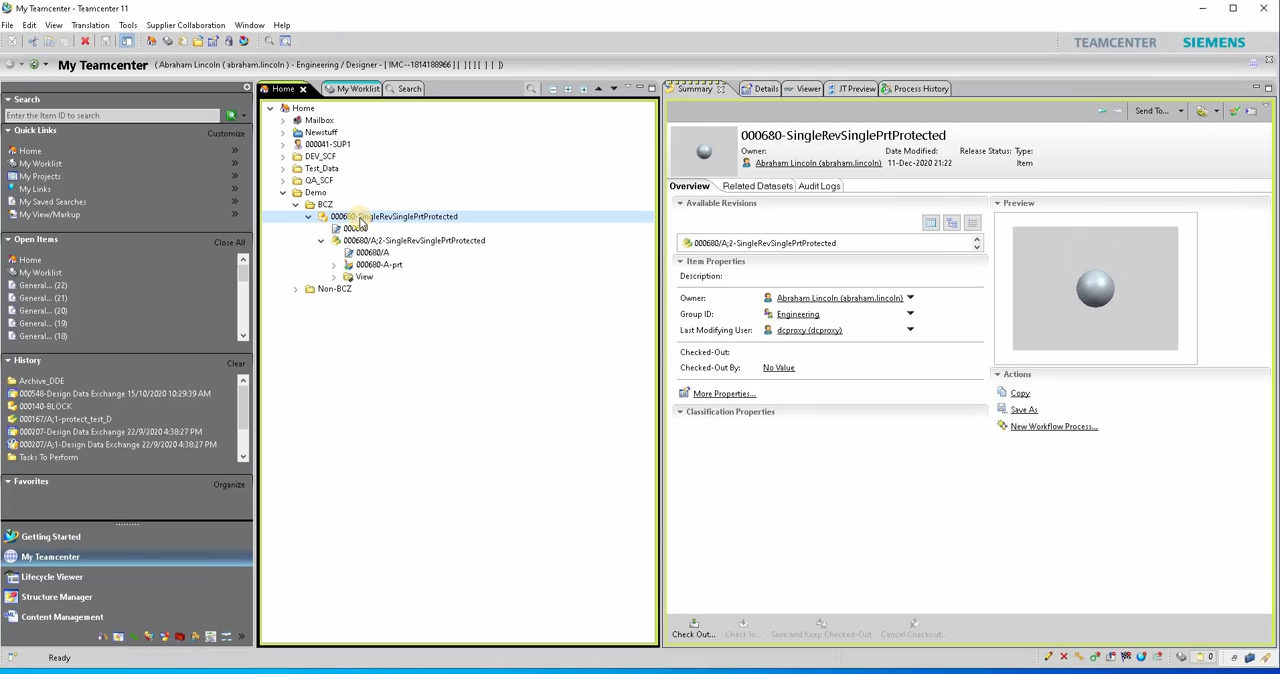 My Teamcenter - Teamcenter 11
File Edit View Translation Tools Supplier Collaboration Window Help
TEAMCENTER SIEMENS
My Teamcenter ( Abraham Lincoln ( abraham.lincoln) - Engineering / Designer - [ IMC--1814188966 ][ ][ ][ ] [ ] )
Search
Enter the Item ID to search
Quick Links Customize
Home
My Worklist
My Projects
My Links
My Saved Searches
My View/Markup
Open Items Close All
Home
My Worklist
General... (22)
General... (21)
General... (20)
General... (19)
General... (18)
History Clear
Archive_DDE
000548-Design Data Exchange 15/10/2020 10:29:39 AM
000140-BLOCK
000167/A;1-protect_test_D
000207-Design Data Exchange 22/9/2020 4:38:27 PM
000207/A;1-Design Data Exchange 22/9/2020 4:38:27 PM
Tasks To Perform
Favorites Organize
Getting Started
My Teamcenter
Lifecycle Viewer
Structure Manager
Content Management
Ready
Home My Worklist Search
Home
Mailbox
Newstuff
000041-SUP1
DEV_SCF
Test_Data
QA_SCF
Demo
BCZ
000680-SingleRevSinglePrtProtected
000680
000680/A;2-SingleRevSinglePrtProtected
000680/A
000680-A-prt
View
Non-BCZ
Summary Details Viewer JT Preview Process History
Send To...
000680-SingleRevSinglePrtProtected
Owner: Date Modified: Release Status: Type:
Abraham Lincoln (abraham.lincoln) 11-Dec-2020 21:22 Item
Overview Related Datasets Audit Logs
Available Revisions
000680/A;2-SingleRevSinglePrtProtected
Item Properties
Description:
Owner: Abraham Lincoln (abraham.lincoln)
Group ID: Engineering
Last Modifying User: dcproxy (dcproxy)
Checked-Out:
Checked-Out By: No Value
More Properties...
Classification Properties
Preview
Actions
Copy
Save As
New Workflow Process...
Check Out... Check In... Save and Keep Checked-Out Cancel Checkout...
0